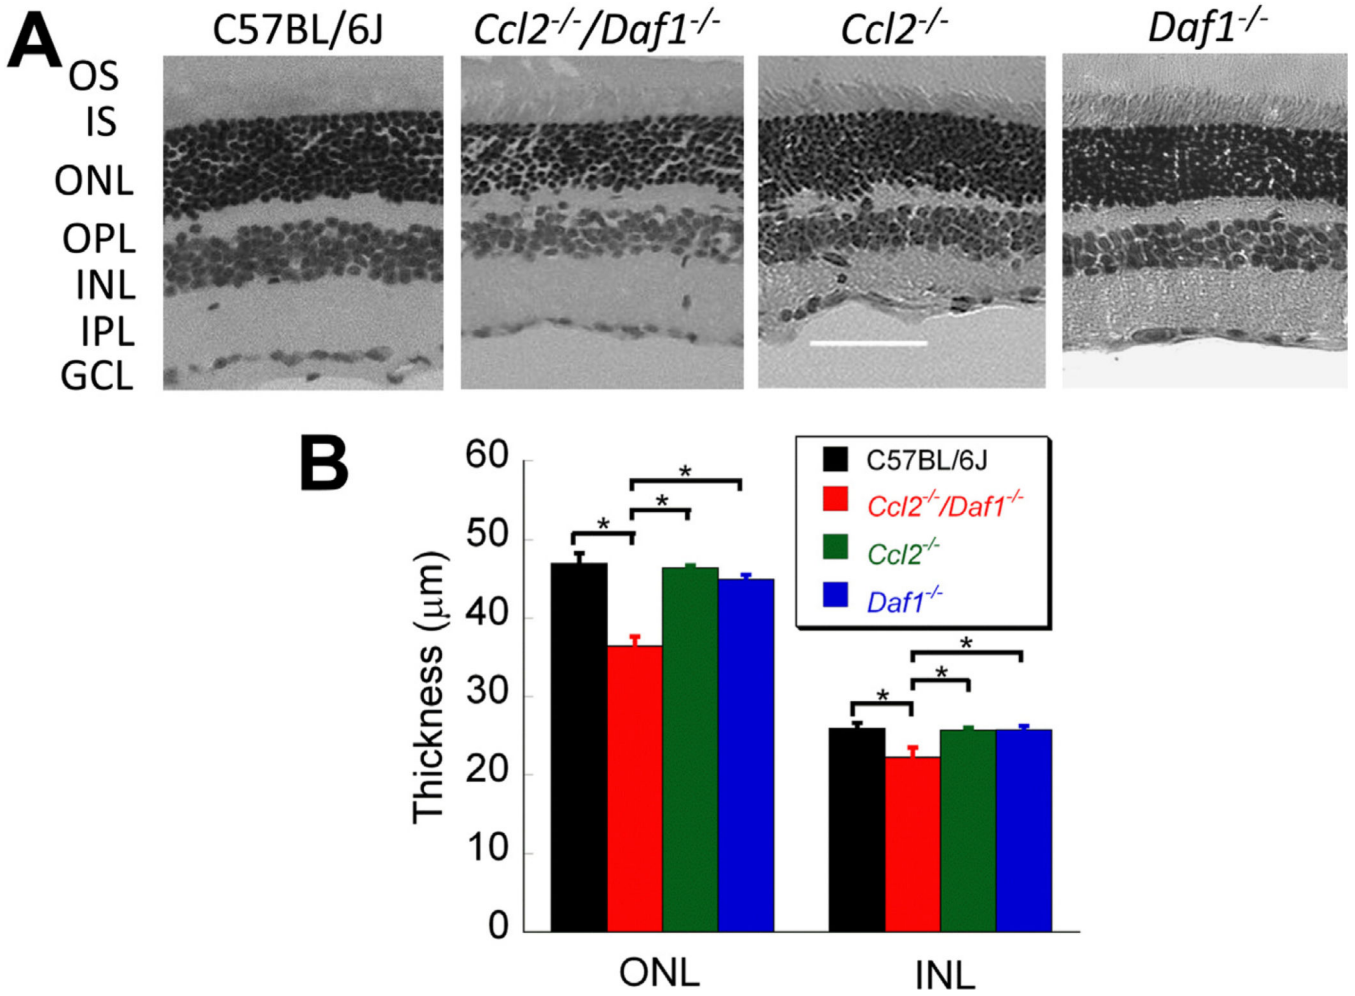 A
C57BL/6J
Ccl2-/-/Daf1-/-
Ccl2-/-
Daf1-/-
OS
IS
ONL
OPL
INL
IPL
GCL
B
60
50
40
30
20
10
0
Thickness (μm)
*
*
*
*
*
*
C57BL/6J
Ccl2-/-/Daf1-/-
Ccl2-/-
Daf1-/-
ONL
INL